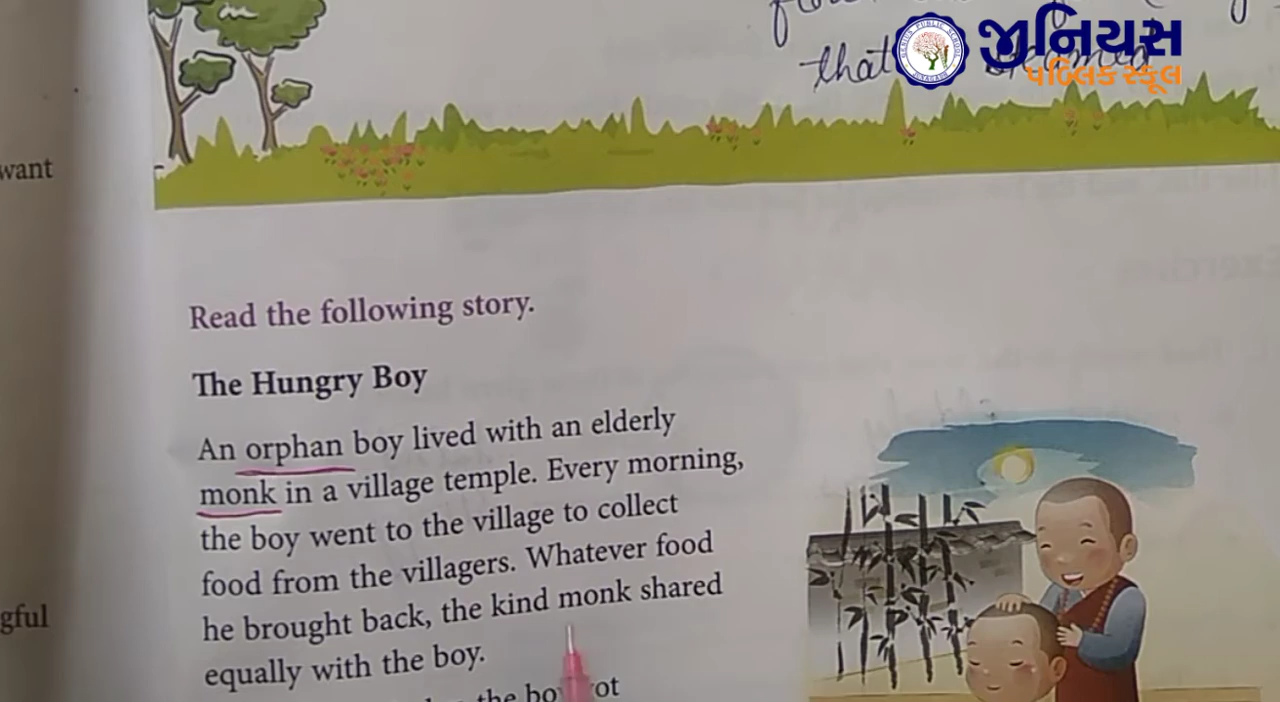 that
જીનિયસ
પબ્લિક સ્કૂલ
want
Read the following story.
The Hungry Boy
An orphan boy lived with an elderly
monk in a village temple. Every morning,
the boy went to the village to collect
food from the villagers. Whatever food
he brought back, the kind monk shared
equally with the boy.
gful
the bo